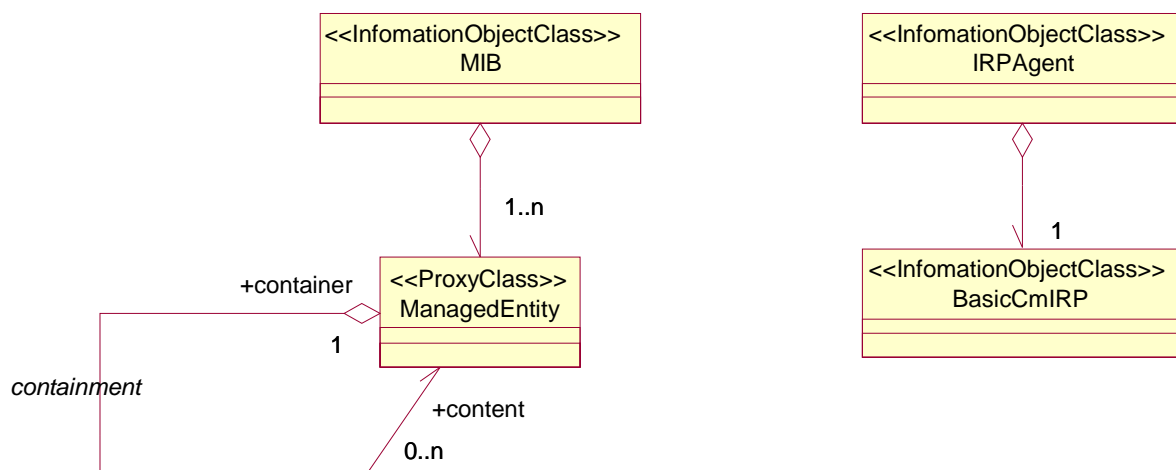 <<InfomationObjectClass>>
MIB
<<InfomationObjectClass>>
IRPAgent
1..n
1
+container
<<ProxyClass>>
ManagedEntity
<<InfomationObjectClass>>
BasicCmIRP
1
containment
+content
0..n